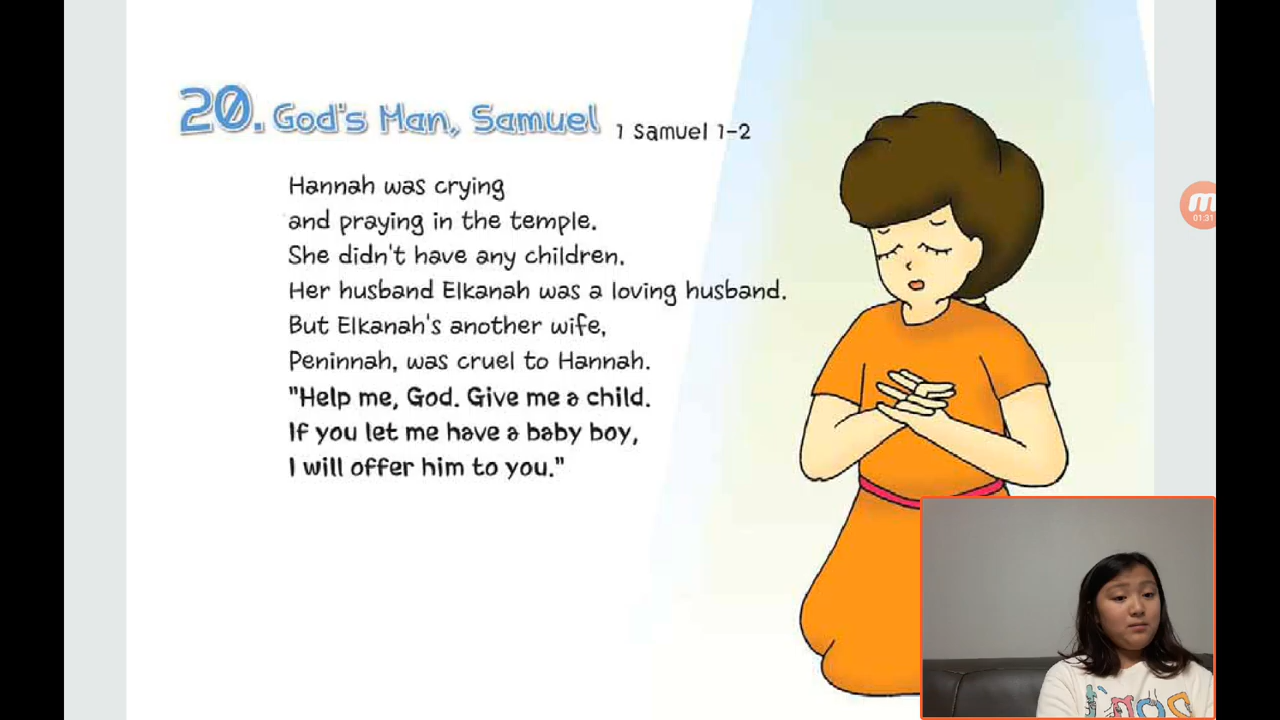 20. God's Man, Samuel 1 Samuel 1-2
Hannah was crying
and praying in the temple.
She didn't have any children.
Her husband Elkanah was a loving husband.
But Elkanah's another wife,
Peninnah, was cruel to Hannah.
"Help me, God. Give me a child.
If you let me have a baby boy,
I will offer him to you."
M
01:31